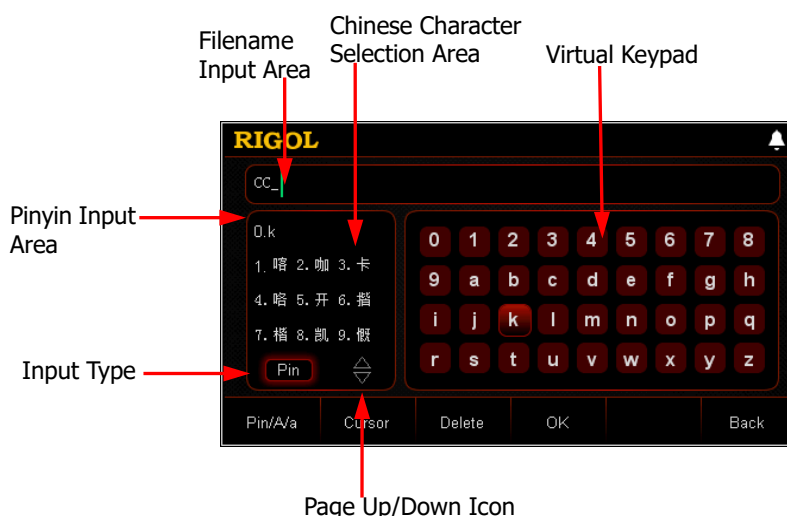 Filename
Input Area
Chinese Character
Selection Area
Virtual Keypad
RIGOL
CC_
Pinyin Input
Area
0.k
1.喀 2.咖 3.卡
4.咯 5.开 6.揩
7.楷 8.凯 9.慨
0 1 2 3 4 5 6 7 8
9 a b c d e f g h
i j k l m n o p q
r s t u v w x y z
Input Type
Pin
Pin/A/a Cursor Delete OK Back
Page Up/Down Icon